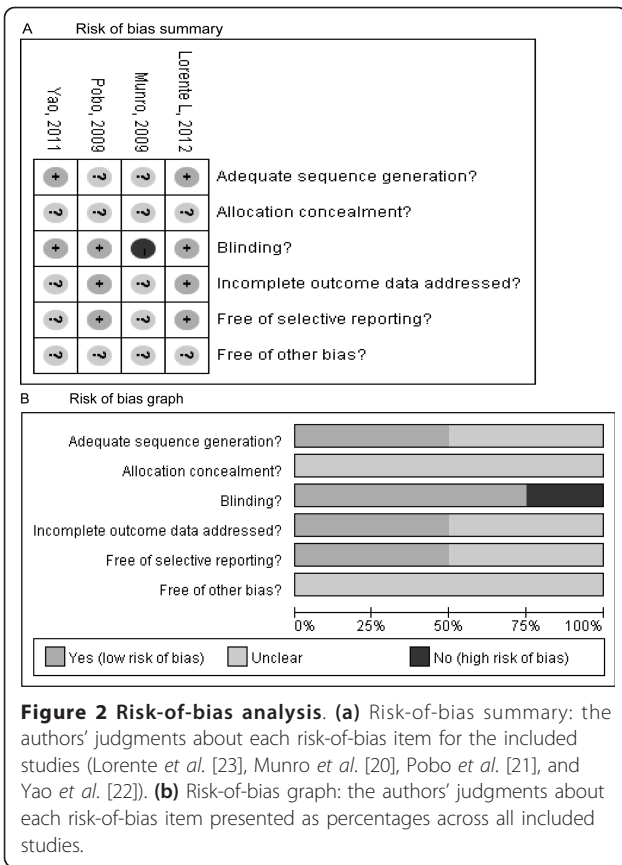 A Risk of bias summary
Yao, 2011
Pobo, 2009
Munro, 2009
Lorente L, 2012
+ ? ? + Adequate sequence generation?
? ? ? ? Allocation concealment?
+ + - + Blinding?
? + ? + Incomplete outcome data addressed?
? + ? + Free of selective reporting?
? ? ? ? Free of other bias?
B Risk of bias graph
Adequate sequence generation?
Allocation concealment?
Blinding?
Incomplete outcome data addressed?
Free of selective reporting?
Free of other bias?
0% 25% 50% 75% 100%
Yes (low risk of bias) Unclear No (high risk of bias)
Figure 2 Risk-of-bias analysis. (a) Risk-of-bias summary: the
authors' judgments about each risk-of-bias item for the included
studies (Lorente et al. [23], Munro et al. [20], Pobo et al. [21], and
Yao et al. [22]). (b) Risk-of-bias graph: the authors' judgments about
each risk-of-bias item presented as percentages across all included
studies.